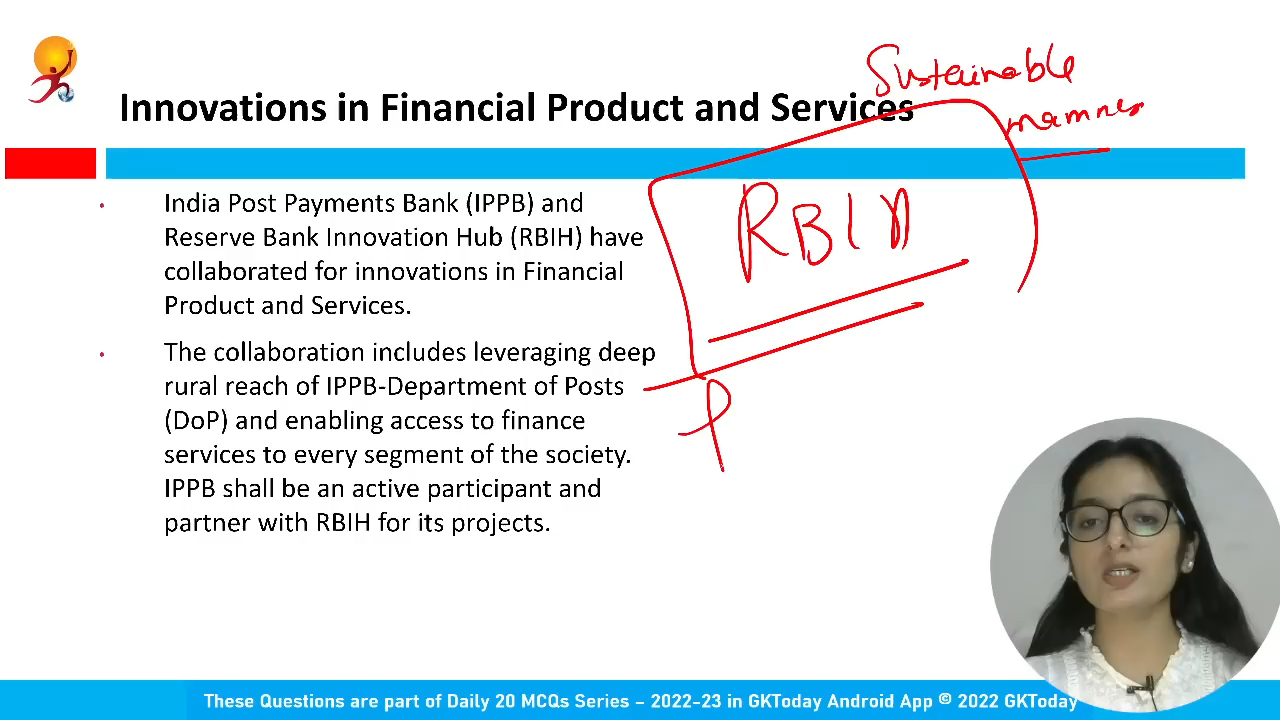 Sustainable
Innovations in Financial Product and Services
manner
India Post Payments Bank (IPPB) and
Reserve Bank Innovation Hub (RBIH) have
collaborated for innovations in Financial
Product and Services.
RBIH
The collaboration includes leveraging deep
rural reach of IPPB-Department of Posts
(DoP) and enabling access to finance
services to every segment of the society.
IPPB shall be an active participant and
partner with RBIH for its projects.
These Questions are part of Daily 20 MCQs Series – 2022-23 in GKToday Android App © 2022 GKToday